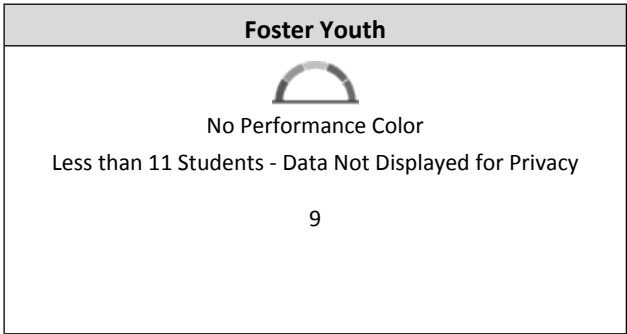 Foster Youth
No Performance Color
Less than 11 Students - Data Not Displayed for Privacy
9